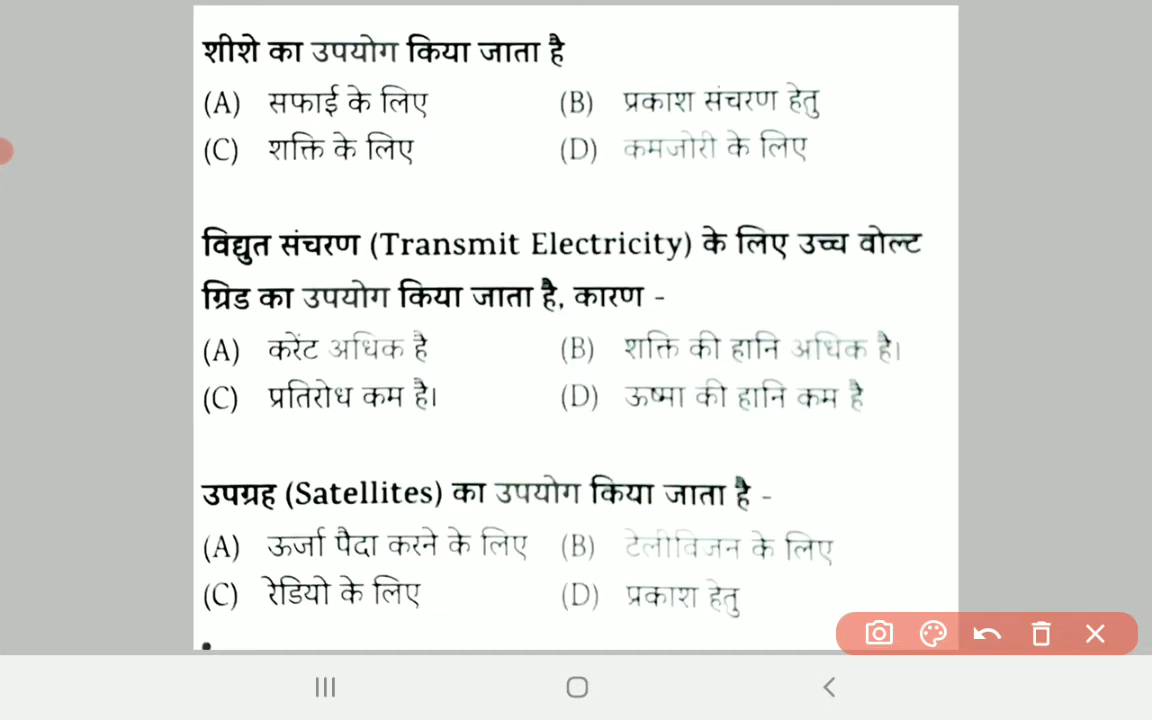 शीशे का उपयोग किया जाता है
(A) सफाई के लिए (B) प्रकाश संचरण हेतु
(C) शक्ति के लिए (D) कमजोरी के लिए
विद्युत संचरण (Transmit Electricity) के लिए उच्च वोल्ट
ग्रिड का उपयोग किया जाता है, कारण -
(A) करेंट अधिक है (B) शक्ति की हानि अधिक है।
(C) प्रतिरोध कम है। (D) ऊष्मा की हानि कम है
उपग्रह (Satellites) का उपयोग किया जाता है -
(A) ऊर्जा पैदा करने के लिए (B) टेलीविजन के लिए
(C) रेडियो के लिए (D) प्रकाश हेतु